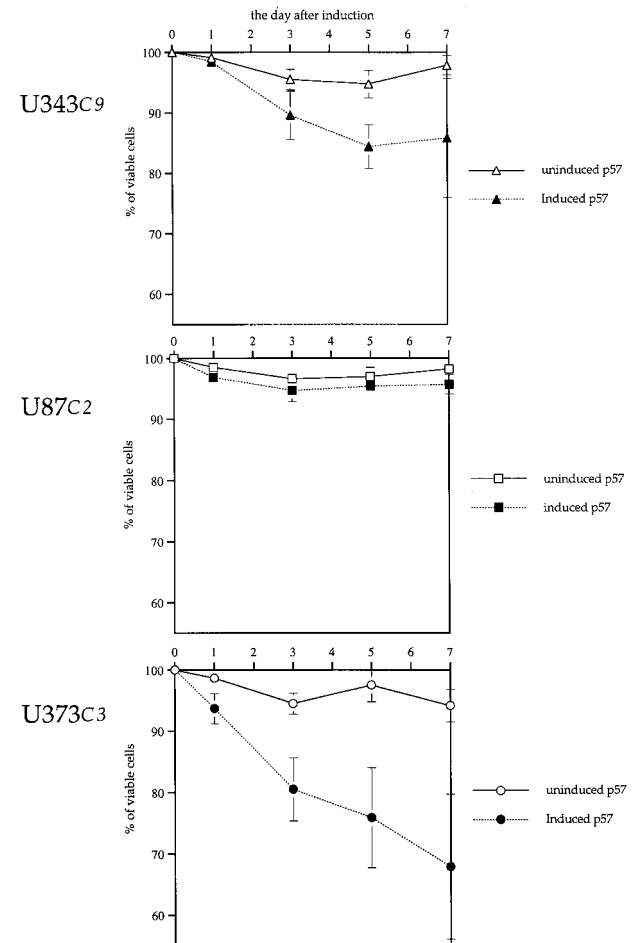 the day after induction
0 1 2 3 4 5 6 7
U343C9
% of viable cells
100
90
80
70
60
uninduced p57
Induced p57
0 1 2 3 4 5 6 7
U87C2
% of viable cells
100
90
80
70
60
uninduced p57
induced p57
0 1 2 3 4 5 6 7
U373C3
% of viable cells
100
90
80
70
60
uninduced p57
Induced p57